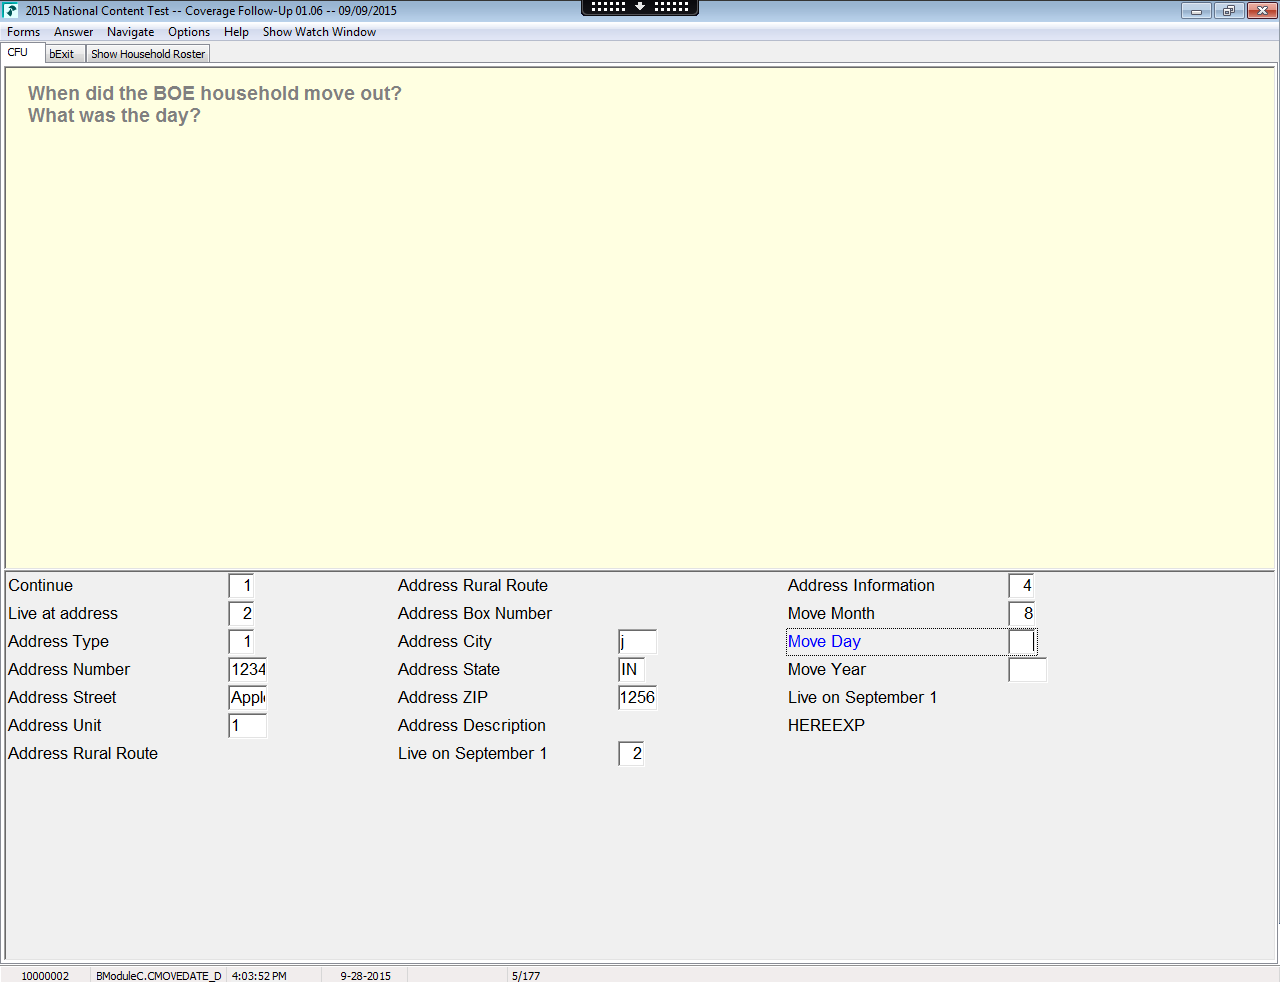 2015 National Content Test -- Coverage Follow-Up 01.06 -- 09/09/2015
Forms Answer Navigate Options Help Show Watch Window
CFU bExit Show Household Roster
When did the BOE household move out?
What was the day?
Continue 1
Live at address 2
Address Type 1
Address Number 1234
Address Street Appl
Address Unit 1
Address Rural Route
Address Rural Route
Address Box Number
Address City j
Address State IN
Address ZIP 1256
Address Description
Live on September 1 2
Address Information 4
Move Month 8
Move Day
Move Year
Live on September 1
HEREEXP
10000002 BModuleC.CMOVEDATE_D 4:03:52 PM 9-28-2015 5/177